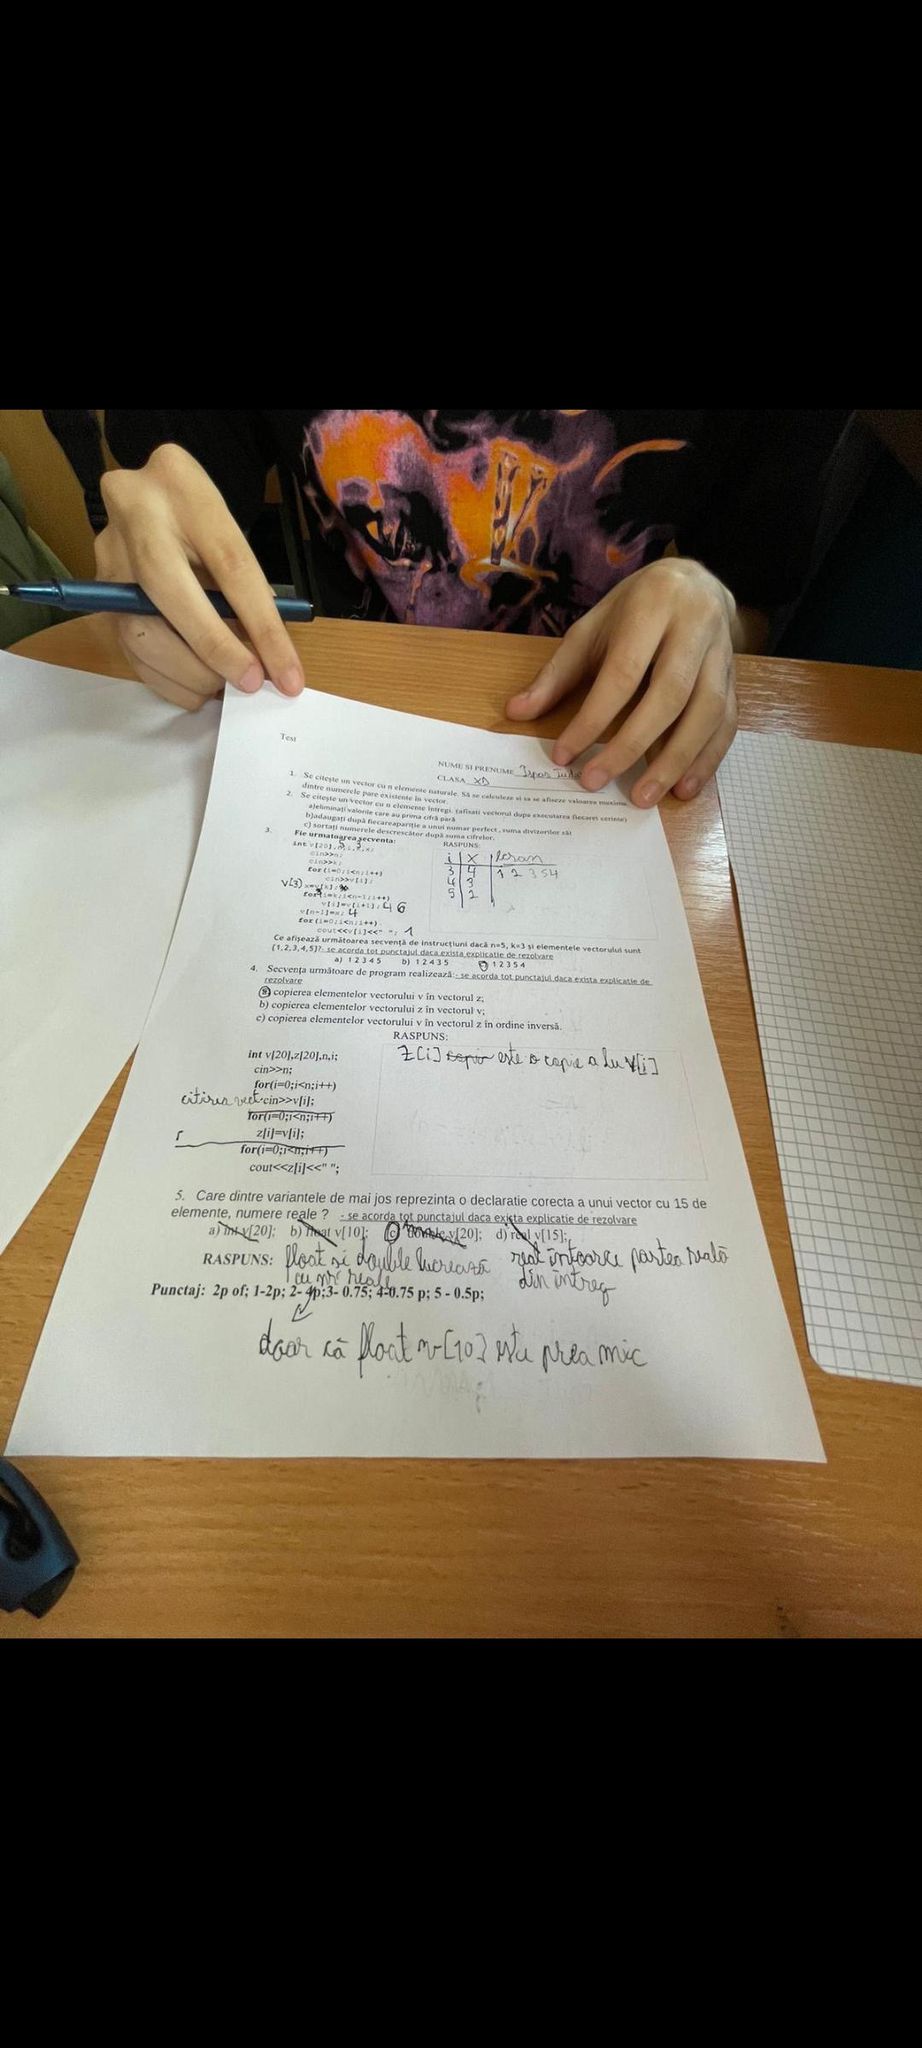 Test
NUME SI PRENUME
CLASA XD
1. Se citește un vector cu n elemente naturale. Să se calculeze si sa se afiseze valoarea maxima
dintre numerele pare existente în vector.
2. Se citește un vector cu n elemente întregi. (afisati vectorul dupa executarea fiecarei cerinte)
a)eliminați valorile care au prima cifră pară
b)adaugați după fiecareapariție a unui numar perfect , suma divizorilor săi
c) sortați numerele descrescător după suma cifrelor.
3. Fie urmatoarea secventa:
RASPUNS:
int v[20],n,i,k,x;
cin>>n;
cin>>k;
for (i=0;i<n;i++)
cin>>v[i];
V[3] x=v[k];
for(i=k;i<n-1;i++)
v[i]=v[i+1]; 4 6
v[n-1]=x; 4
for (i=0;i<n;i++)
cout<<v[i]<<" "; 1
i x
3 4 1 2 3 5 4
4 3
5
Ce afișează următoarea secvență de instrucțiuni dacă n=5, k=3 și elementele vectorului sunt
(1,2,3,4,5)?- se acorda tot punctajul daca exista explicatie de rezolvare
a) 1 2 3 4 5 b) 1 2 4 3 5 c) 1 2 3 5 4
4. Secvența următoare de program realizează:- se acorda tot punctajul daca exista explicatie de
rezolvare
a) copierea elementelor vectorului v în vectorul z;
b) copierea elementelor vectorului z în vectorul v;
c) copierea elementelor vectorului v în vectorul z în ordine inversă.
RASPUNS:
Z[i] copie este o copie a lu V[i]
int v[20],z[20],n,i;
cin>>n;
for(i=0;i<n;i++)
citirea vect cin>>v[i];
for(i=0;i<n;i++)
z[i]=v[i];
for(i=0;i<n;i++)
cout<<z[i]<<" ";
5. Care dintre variantele de mai jos reprezinta o declaratie corecta a unui vector cu 15 de
elemente, numere reale ? - se acorda tot punctajul daca exista explicatie de rezolvare
a) int v[20]; b) float v[10]; c) double v[20]; d) real v[15];
RASPUNS: float si double lucrează real întoarce partea reală
cu nr reale din întreg
Punctaj: 2p of; 1-2p; 2- 4p;3- 0.75; 4-0.75 p; 5 - 0.5p;
doar că float v[10] este prea mic